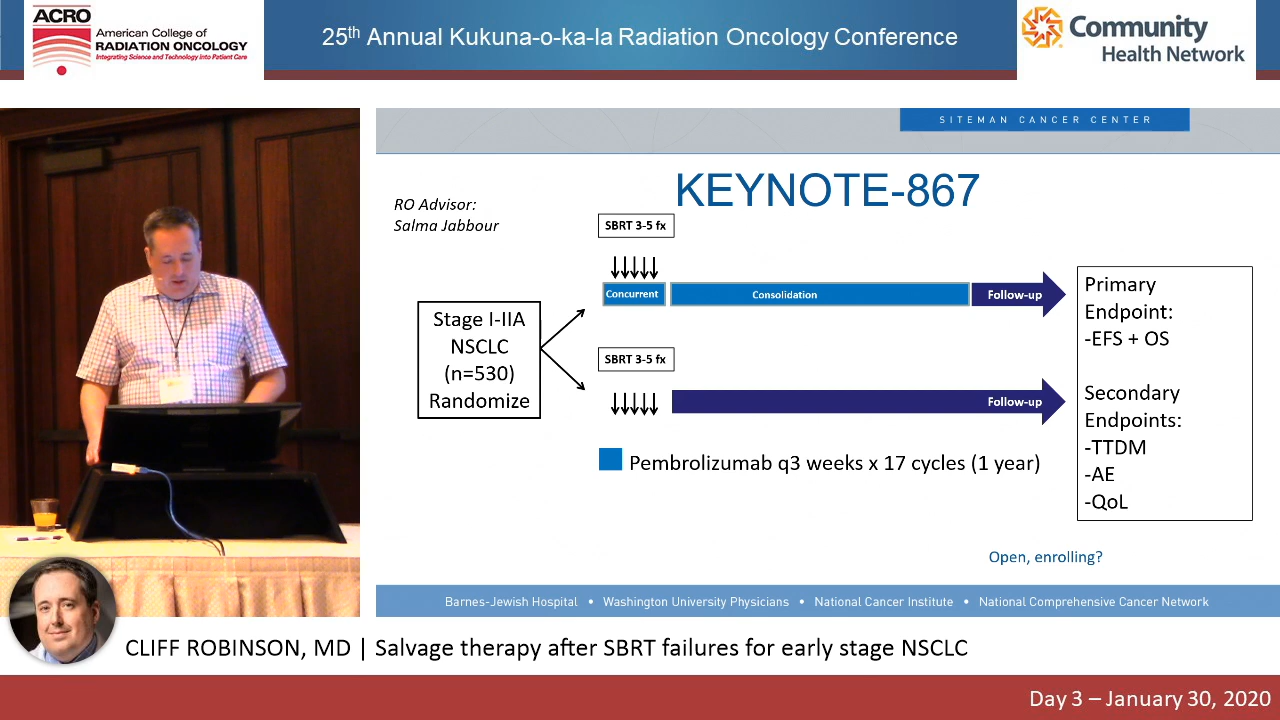 ACRO
American College of
RADIATION ONCOLOGY
Integrating Science and Technology Into Patient Care
25th Annual Kukuna-o-ka-la Radiation Oncology Conference
Community
Health Network
SITEMAN CANCER CENTER
KEYNOTE-867
RO Advisor:
Salma Jabbour
SBRT 3-5 fx
Concurrent
Consolidation
Follow-up
Stage I-IIA
NSCLC
(n=530)
Randomize
SBRT 3-5 fx
Follow-up
Pembrolizumab q3 weeks x 17 cycles (1 year)
Primary
Endpoint:
-EFS + OS
Secondary
Endpoints:
-TTDM
-AE
-QoL
Open, enrolling?
Barnes-Jewish Hospital • Washington University Physicians • National Cancer Institute • National Comprehensive Cancer Network
CLIFF ROBINSON, MD | Salvage therapy after SBRT failures for early stage NSCLC
Day 3 – January 30, 2020